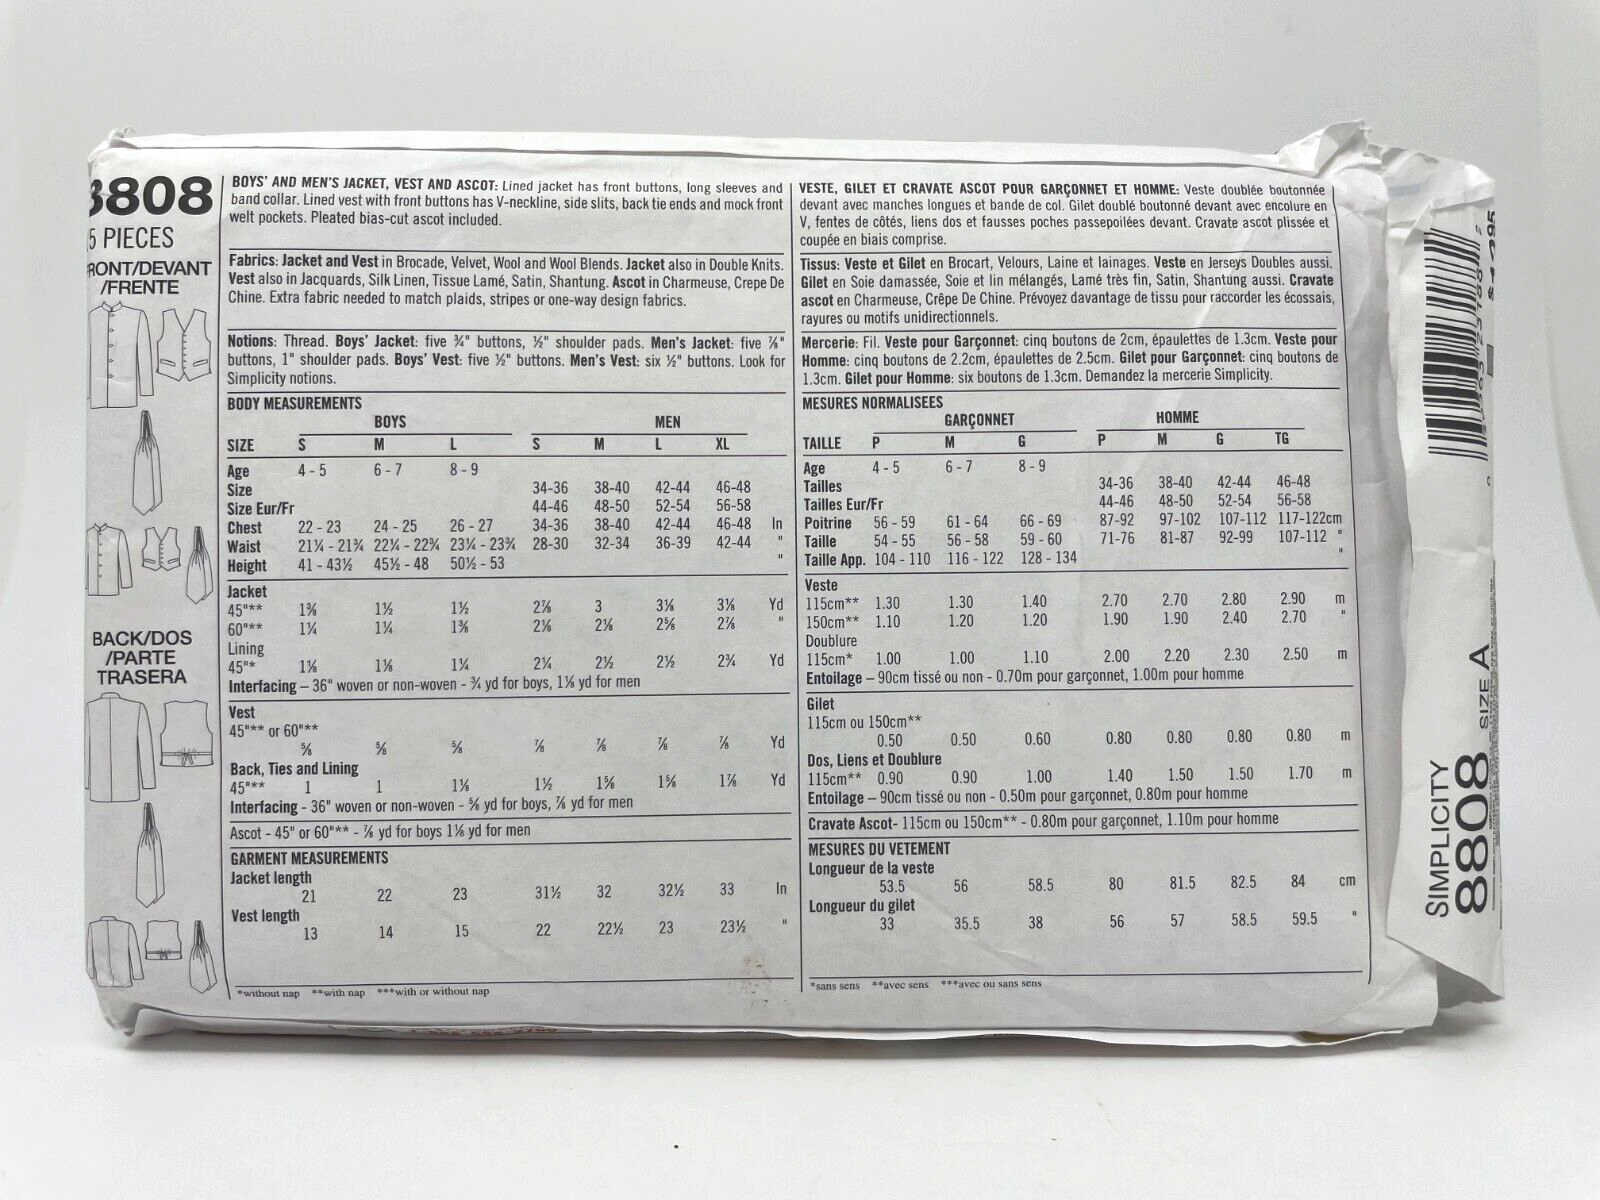 8808
5 PIECES
FRONT/DEVANT
/FRENTE
BACK/DOS
/PARTE
TRASERA
BOYS' AND MEN'S JACKET, VEST AND ASCOT: Lined jacket has front buttons, long sleeves and
band collar. Lined vest with front buttons has V-neckline, side slits, back tie ends and mock front
welt pockets. Pleated bias-cut ascot included.
Fabrics: Jacket and Vest in Brocade, Velvet, Wool and Wool Blends. Jacket also in Double Knits.
Vest also in Jacquards, Silk Linen, Tissue Lamé, Satin, Shantung. Ascot in Charmeuse, Crepe De
Chine. Extra fabric needed to match plaids, stripes or one-way design fabrics.
Notions: Thread. Boys' Jacket: five ¾" buttons, ½" shoulder pads. Men's Jacket: five ⅞"
buttons, 1" shoulder pads. Boys' Vest: five ½" buttons. Men's Vest: six ½" buttons. Look for
Simplicity notions.
BODY MEASUREMENTS
BOYS MEN
SIZE S M L S M L XL
Age 4 - 5 6 - 7 8 - 9
Size 34-36 38-40 42-44 46-48
Size Eur/Fr 44-46 48-50 52-54 56-58
Chest 22 - 23 24 - 25 26 - 27 34-36 38-40 42-44 46-48 In
Waist 21¼ - 21¾ 22¼ - 22¾ 23¼ - 23¾ 28-30 32-34 36-39 42-44 "
Height 41 - 43½ 45½ - 48 50½ - 53 "
Jacket
45"** 1⅜ 1½ 1½ 2⅞ 3 3⅛ 3⅛ Yd
60"** 1¼ 1¼ 1⅜ 2⅛ 2⅛ 2⅝ 2⅞ "
Lining
45"* 1⅛ 1⅛ 1¼ 2¼ 2½ 2½ 2¾ Yd
Interfacing – 36" woven or non-woven - ¾ yd for boys, 1⅛ yd for men
Vest
45"** or 60"**
⅝ ⅝ ⅝ ⅞ ⅞ ⅞ ⅞ Yd
Back, Ties and Lining
45"** 1 1 1⅛ 1½ 1⅝ 1⅝ 1⅞ Yd
Interfacing - 36" woven or non-woven - ⅝ yd for boys, ⅞ yd for men
Ascot - 45" or 60"** - ⅞ yd for boys 1⅛ yd for men
GARMENT MEASUREMENTS
Jacket length
21 22 23 31½ 32 32½ 33 In
Vest length
13 14 15 22 22½ 23 23½ "
*without nap **with nap ***with or without nap
VESTE, GILET ET CRAVATE ASCOT POUR GARÇONNET ET HOMME: Veste doublée boutonnée
devant avec manches longues et bande de col. Gilet doublé boutonné devant avec encolure en
V, fentes de côtés, liens dos et fausses poches passepoilées devant. Cravate ascot plissée et
coupée en biais comprise.
Tissus: Veste et Gilet en Brocart, Velours, Laine et lainages. Veste en Jerseys Doubles aussi.
Gilet en Soie damassée, Soie et lin mélangés, Lamé très fin, Satin, Shantung aussi. Cravate
ascot en Charmeuse, Crêpe De Chine. Prévoyez davantage de tissu pour raccorder les écossais,
rayures ou motifs unidirectionnels.
Mercerie: Fil. Veste pour Garçonnet: cinq boutons de 2cm, épaulettes de 1.3cm. Veste pour
Homme: cinq boutons de 2.2cm, épaulettes de 2.5cm. Gilet pour Garçonnet: cinq boutons de
1.3cm. Gilet pour Homme: six boutons de 1.3cm. Demandez la mercerie Simplicity.
MESURES NORMALISEES
GARÇONNET HOMME
TAILLE P M G P M G TG
Age 4 - 5 6 - 7 8 - 9
Tailles 34-36 38-40 42-44 46-48
Tailles Eur/Fr 44-46 48-50 52-54 56-58
Poitrine 56 - 59 61 - 64 66 - 69 87-92 97-102 107-112 117-122cm
Taille 54 - 55 56 - 58 59 - 60 71-76 81-87 92-99 107-112 "
Taille App. 104 - 110 116 - 122 128 - 134 "
Veste
115cm** 1.30 1.30 1.40 2.70 2.70 2.80 2.90 m
150cm** 1.10 1.20 1.20 1.90 1.90 2.40 2.70 "
Doublure
115cm* 1.00 1.00 1.10 2.00 2.20 2.30 2.50 m
Entoilage – 90cm tissé ou non - 0.70m pour garçonnet, 1.00m pour homme
Gilet
115cm ou 150cm**
0.50 0.50 0.60 0.80 0.80 0.80 0.80 m
Dos, Liens et Doublure
115cm** 0.90 0.90 1.00 1.40 1.50 1.50 1.70 m
Entoilage – 90cm tissé ou non - 0.50m pour garçonnet, 0.80m pour homme
Cravate Ascot- 115cm ou 150cm** - 0.80m pour garçonnet, 1.10m pour homme
MESURES DU VETEMENT
Longueur de la veste
53.5 56 58.5 80 81.5 82.5 84 cm
Longueur du gilet
33 35.5 38 56 57 58.5 59.5 "
*sans sens **avec sens ***avec ou sans sens
SIMPLICITY
8808 SIZE A